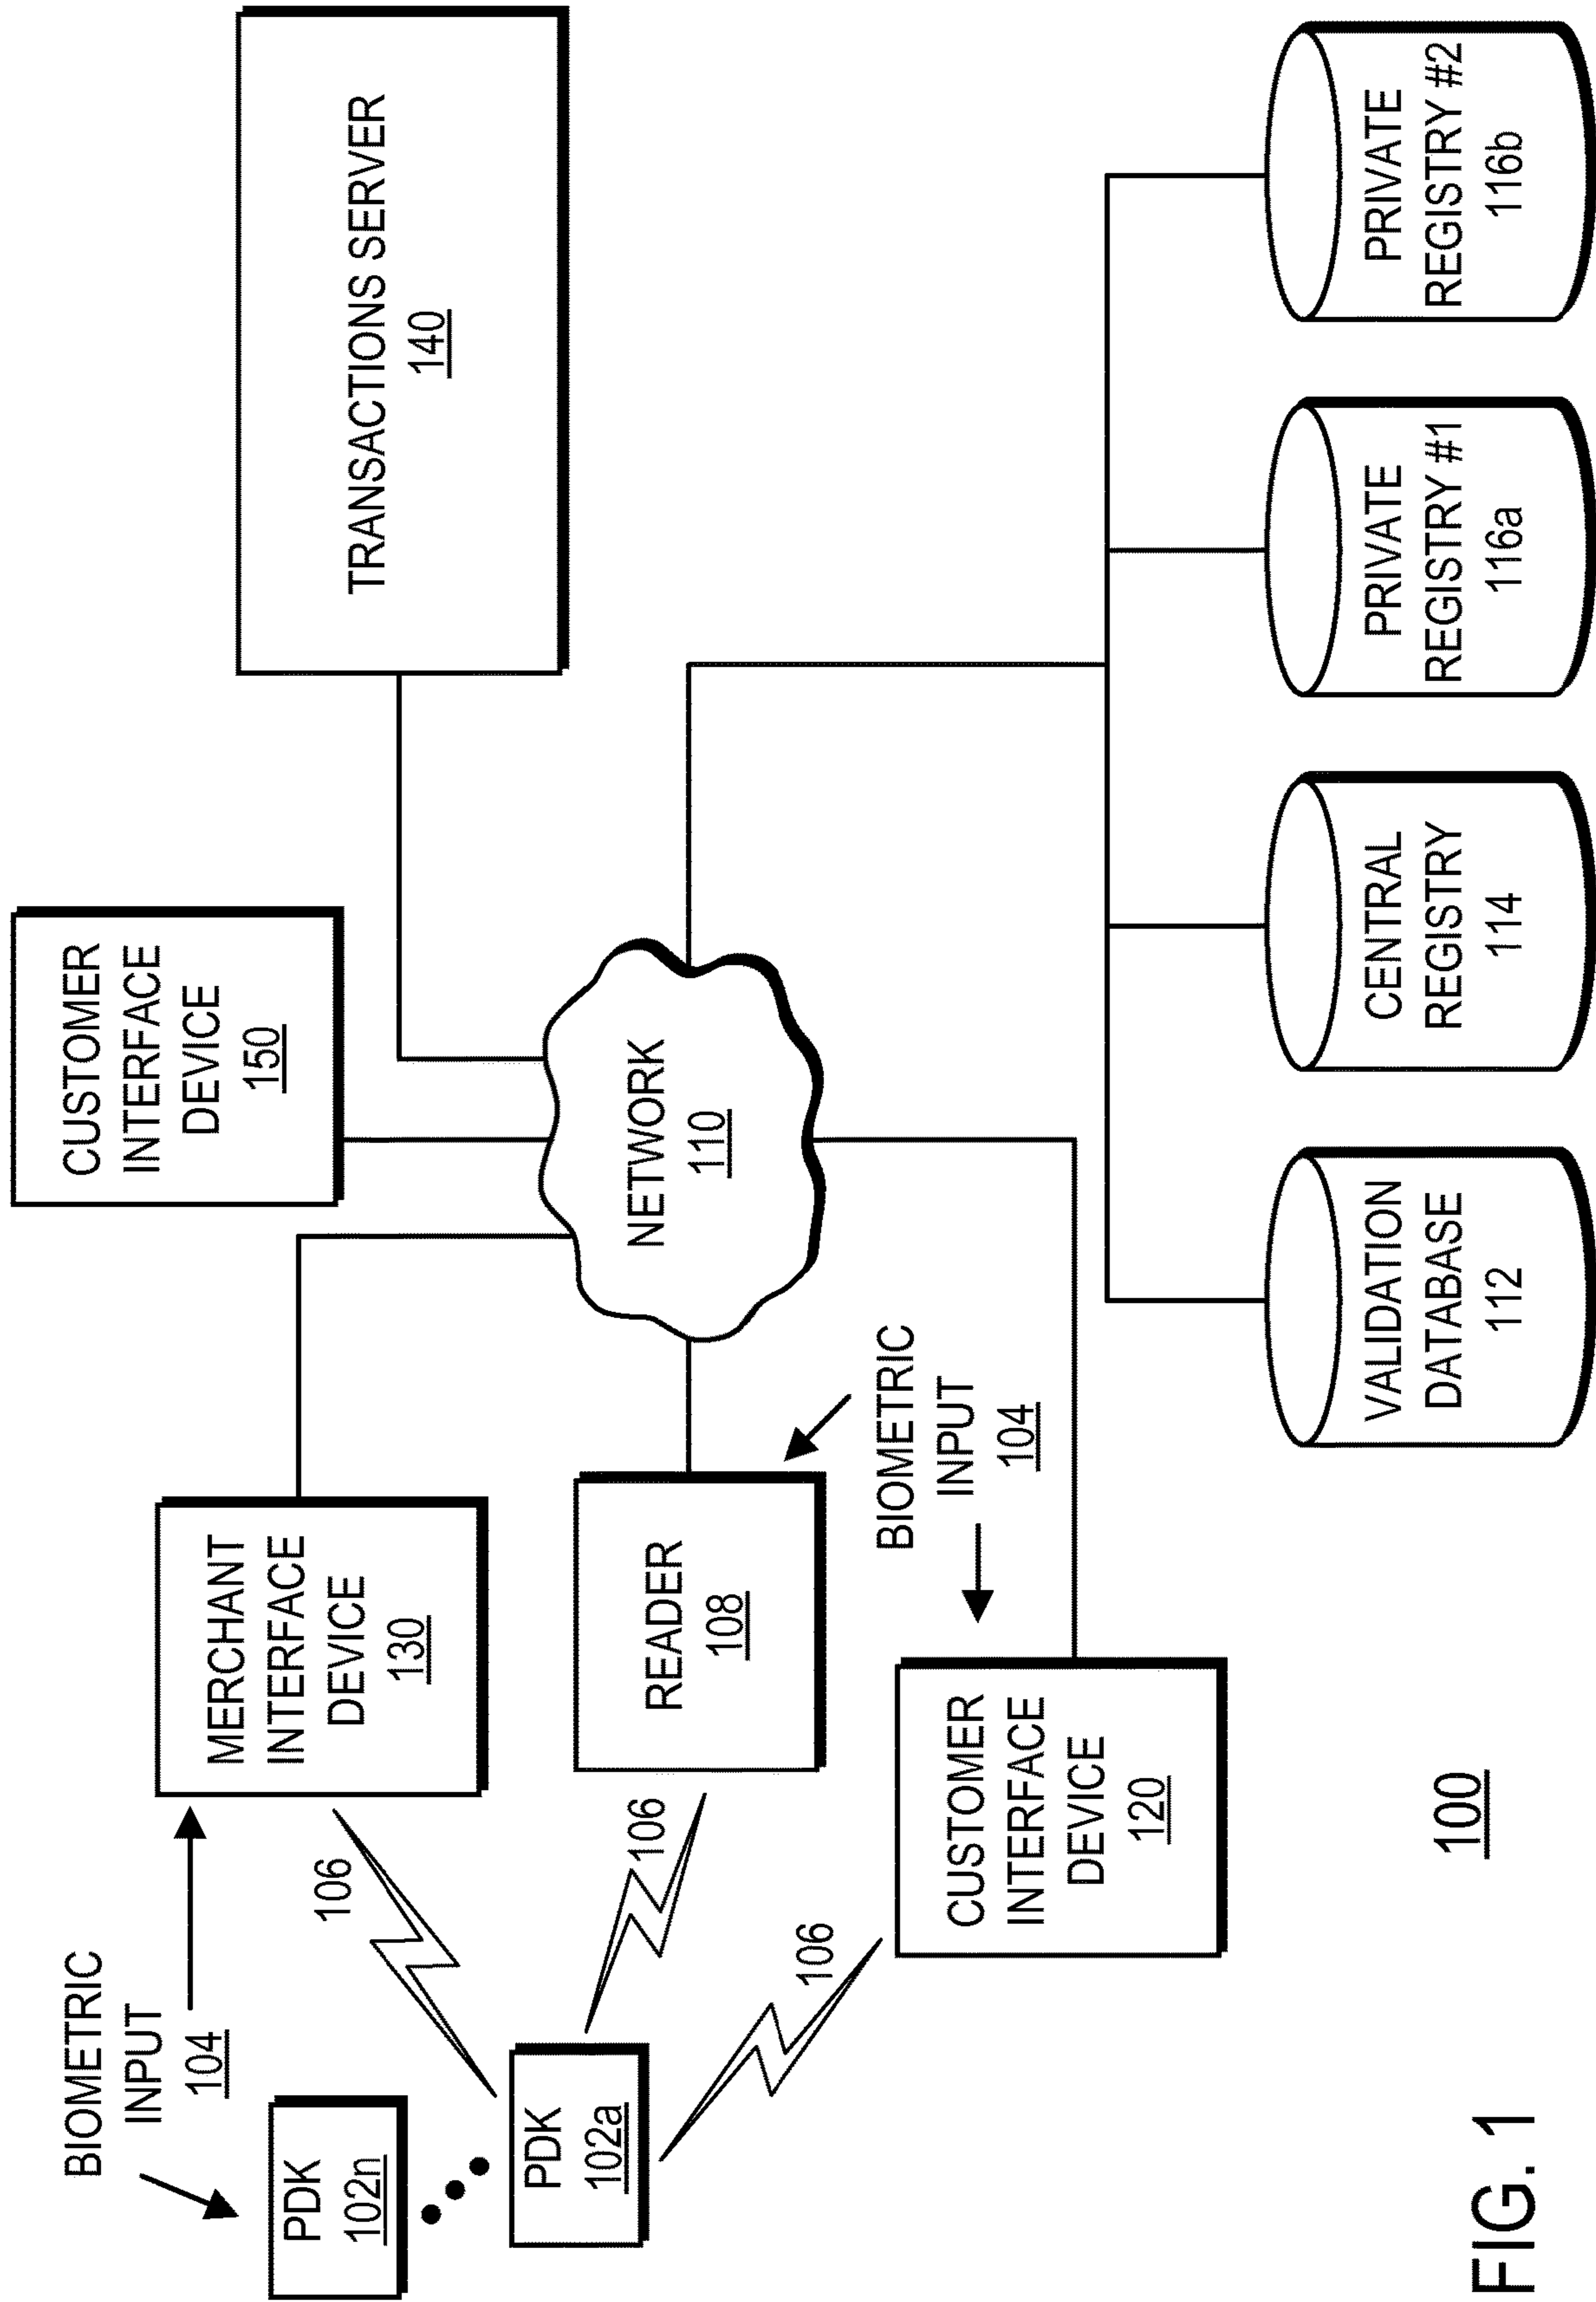 BIOMETRIC
INPUT
104
PDK
102n
PDK
102a
106
106
106
MERCHANT
INTERFACE
DEVICE
130
READER
108
CUSTOMER
INTERFACE
DEVICE
120
BIOMETRIC
INPUT
104
CUSTOMER
INTERFACE
DEVICE
150
NETWORK
110
TRANSACTIONS SERVER
140
VALIDATION
DATABASE
112
CENTRAL
REGISTRY
114
PRIVATE
REGISTRY #1
116a
PRIVATE
REGISTRY #2
116b
100
FIG. 1